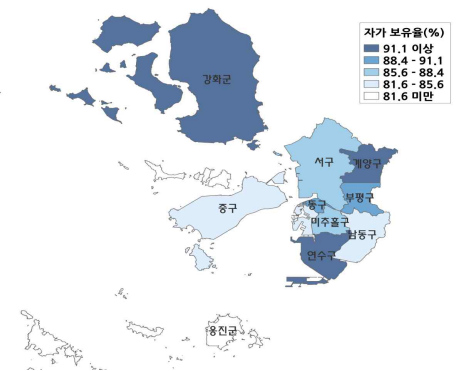 자가 보유율(%)
91.1 이상
88.4 - 91.1
85.6 - 88.4
81.6 - 85.6
81.6 미만
강화군
서구
계양구
부평구
동구
중구
미추홀구
남동구
연수구
옹진군